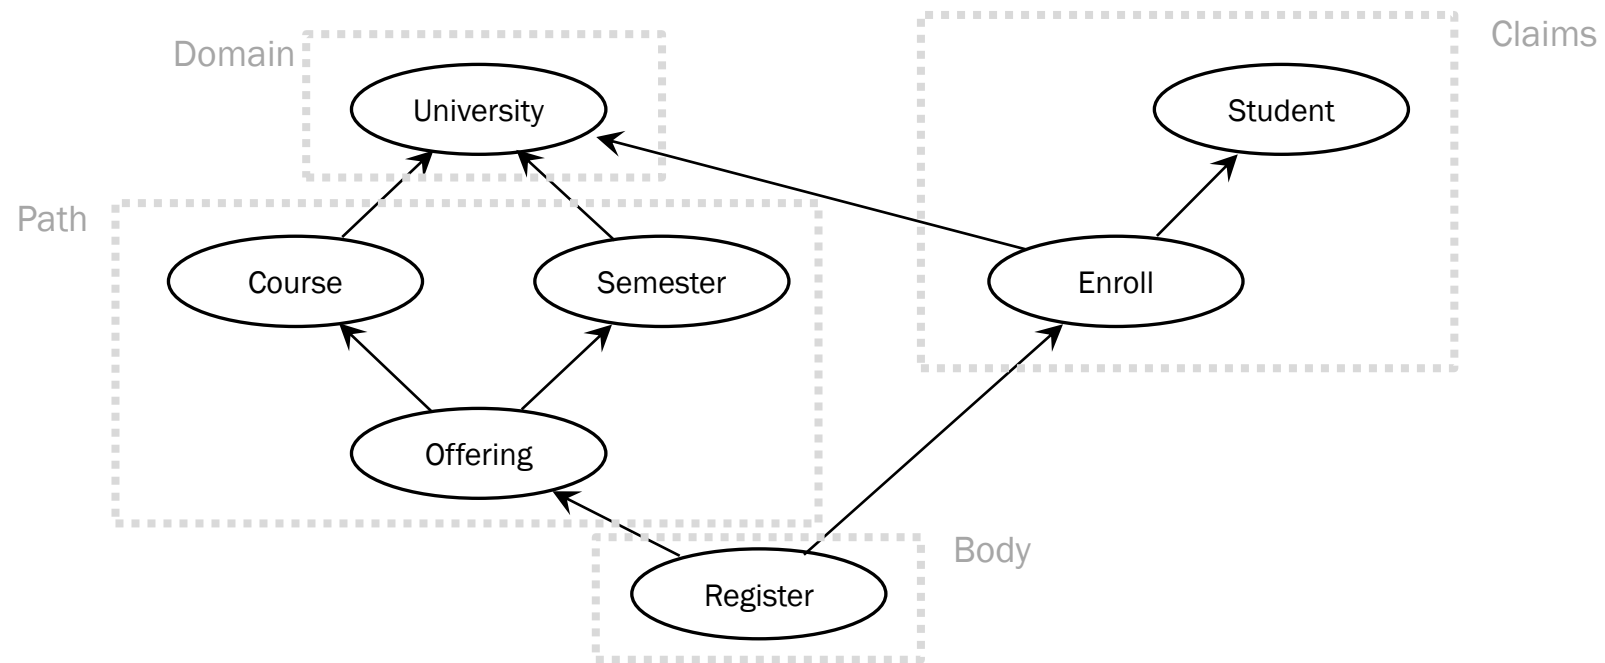 Domain
Claims
University
Student
Path
Course
Semester
Enroll
Offering
Body
Register